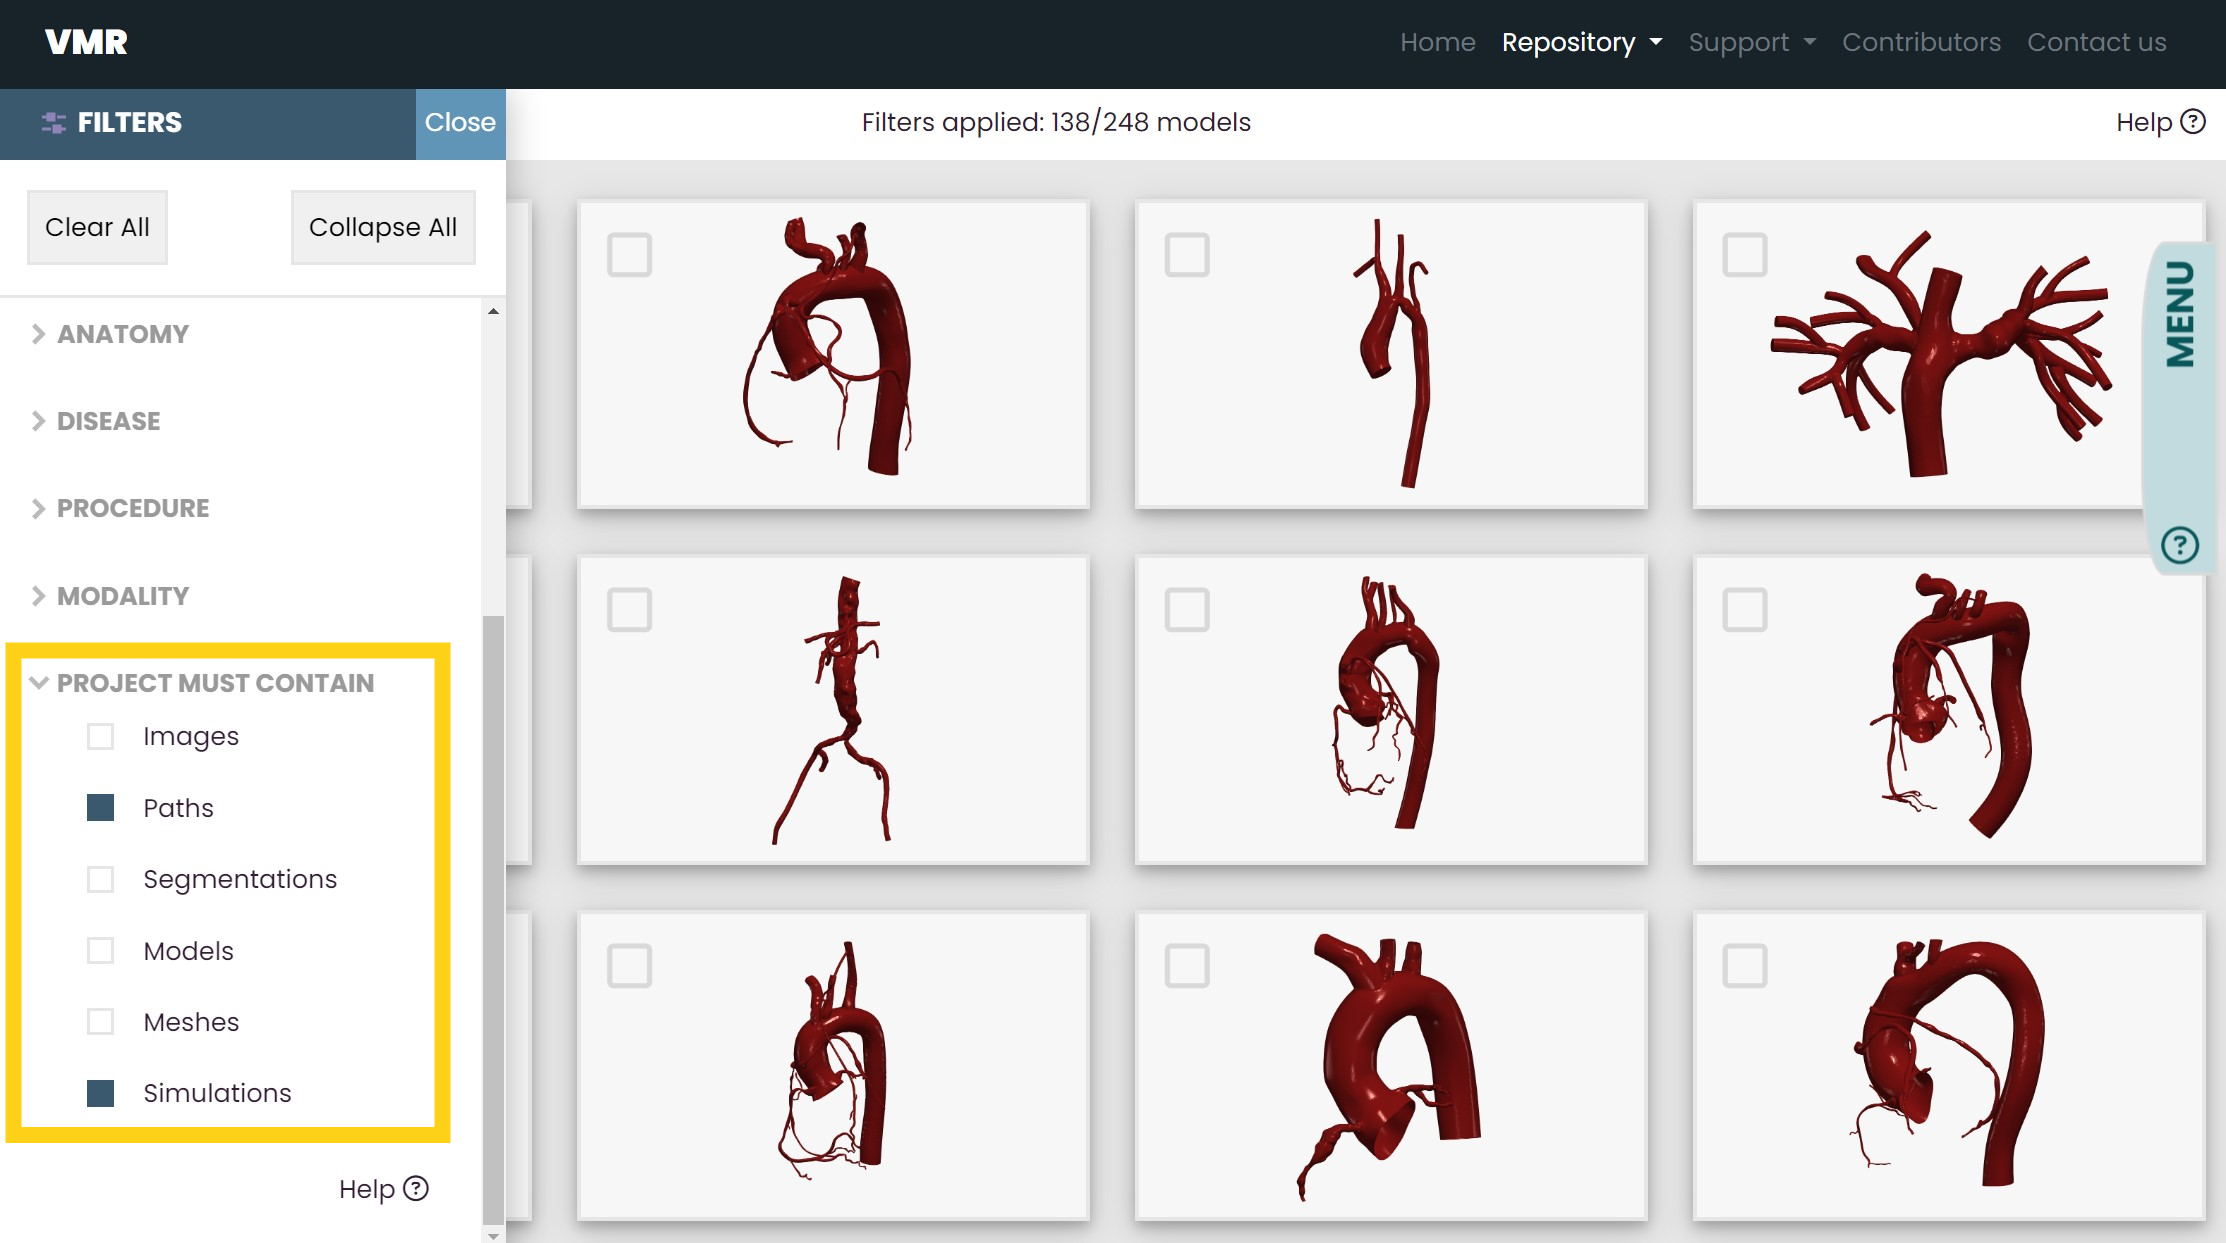 VMR
Home Repository Support Contributors Contact us
FILTERS
Close
Filters applied: 138/248 models
Help ?
Clear All
Collapse All
ANATOMY
DISEASE
PROCEDURE
MODALITY
PROJECT MUST CONTAIN
Images
Paths
Segmentations
Models
Meshes
Simulations
Help ?
MENU ?